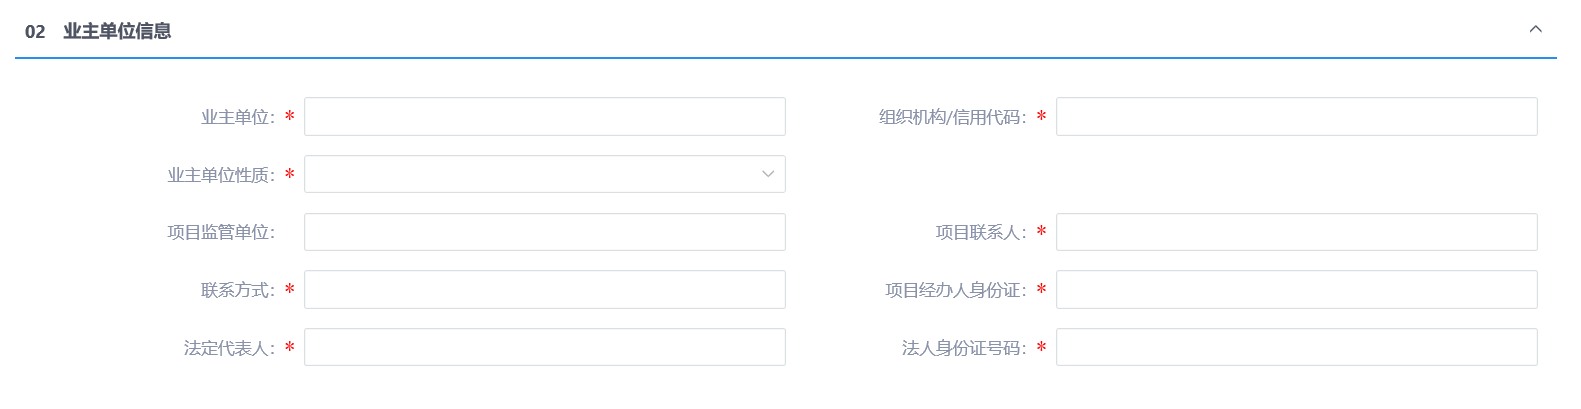 02 业主单位信息
业主单位：* 组织机构/信用代码：*
业主单位性质：*
项目监管单位： 项目联系人：*
联系方式：* 项目经办人身份证：*
法定代表人：* 法人身份证号码：*